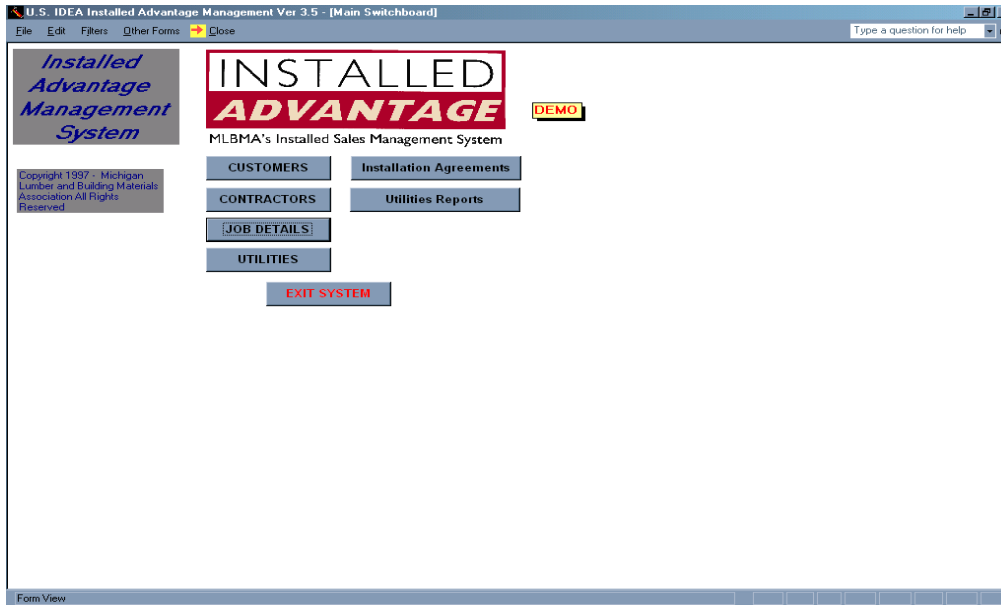 U.S. IDEA Installed Advantage Management Ver 3.5 - [Main Switchboard]
File Edit Filters Other Forms Close
Type a question for help
Installed
Advantage
Management
System
Copyright 1997 - Michigan
Lumber and Building Materials
Association All Rights
Reserved
INSTALLED
ADVANTAGE
MLBMA's Installed Sales Management System
DEMO
CUSTOMERS Installation Agreements
CONTRACTORS Utilities Reports
JOB DETAILS
UTILITIES
EXIT SYSTEM
Form View